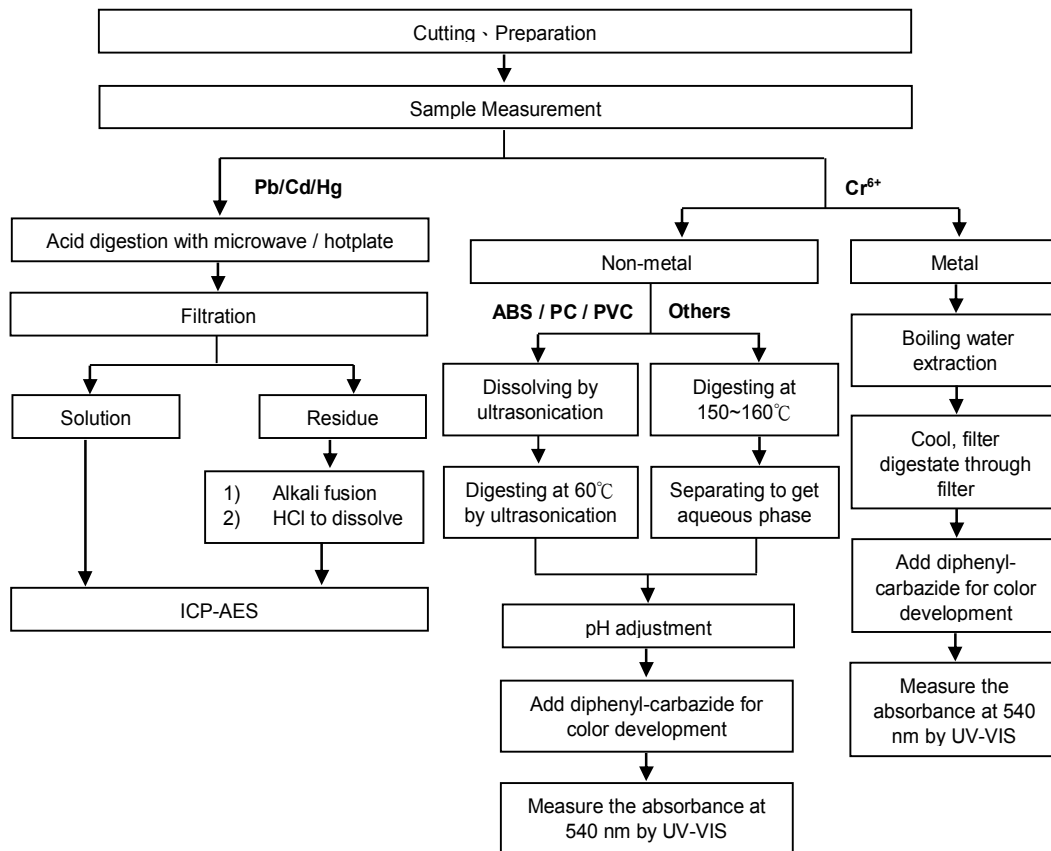 Cutting、Preparation
Sample Measurement
Pb/Cd/Hg
Acid digestion with microwave / hotplate
Filtration
Solution
Residue
1) Alkali fusion
2) HCl to dissolve
ICP-AES
Cr⁶⁺
Non-metal
ABS / PC / PVC
Dissolving by
ultrasonication
Digesting at 60℃
by ultrasonication
Others
Digesting at
150~160℃
Separating to get
aqueous phase
pH adjustment
Add diphenyl-carbazide for
color development
Measure the absorbance at
540 nm by UV-VIS
Metal
Boiling water
extraction
Cool, filter
digestate through
filter
Add diphenyl-
carbazide for color
development
Measure the
absorbance at 540
nm by UV-VIS